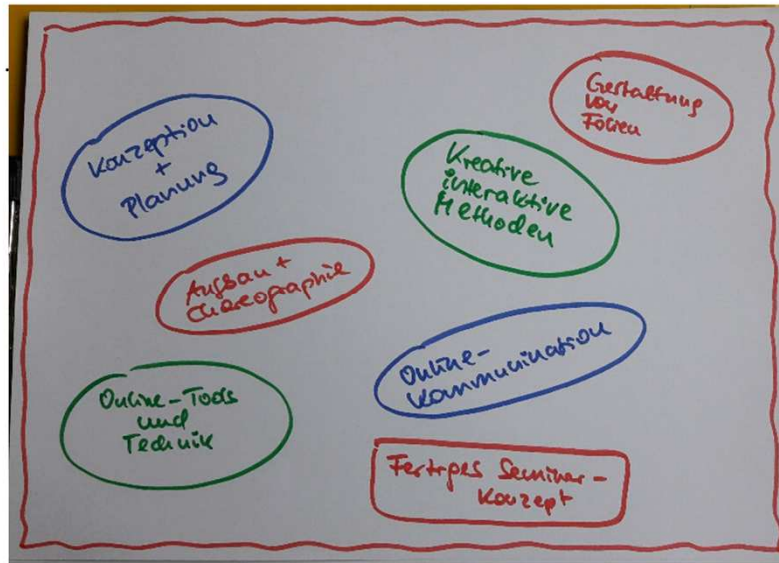 Gestaltung
von
Folien
Konzeption
+
Planung
Kreative
interaktive
Methoden
Aufbau +
Choreographie
Online-
Kommunikation
Online-Tools
und
Technik
Fertiges Seminar-
Konzept